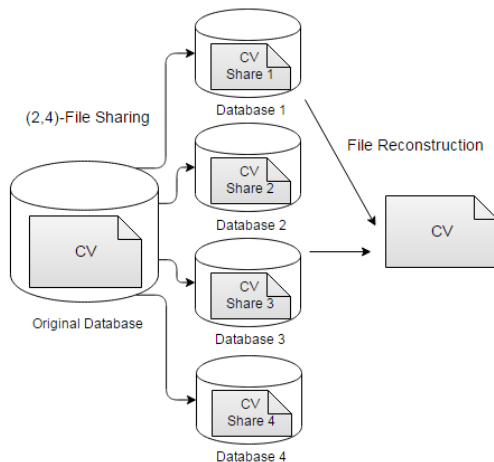 CV
Share 1
Database 1
(2,4)-File Sharing
File Reconstruction
CV
Share 2
Database 2
CV
CV
Original Database
CV
Share 3
Database 3
CV
Share 4
Database 4